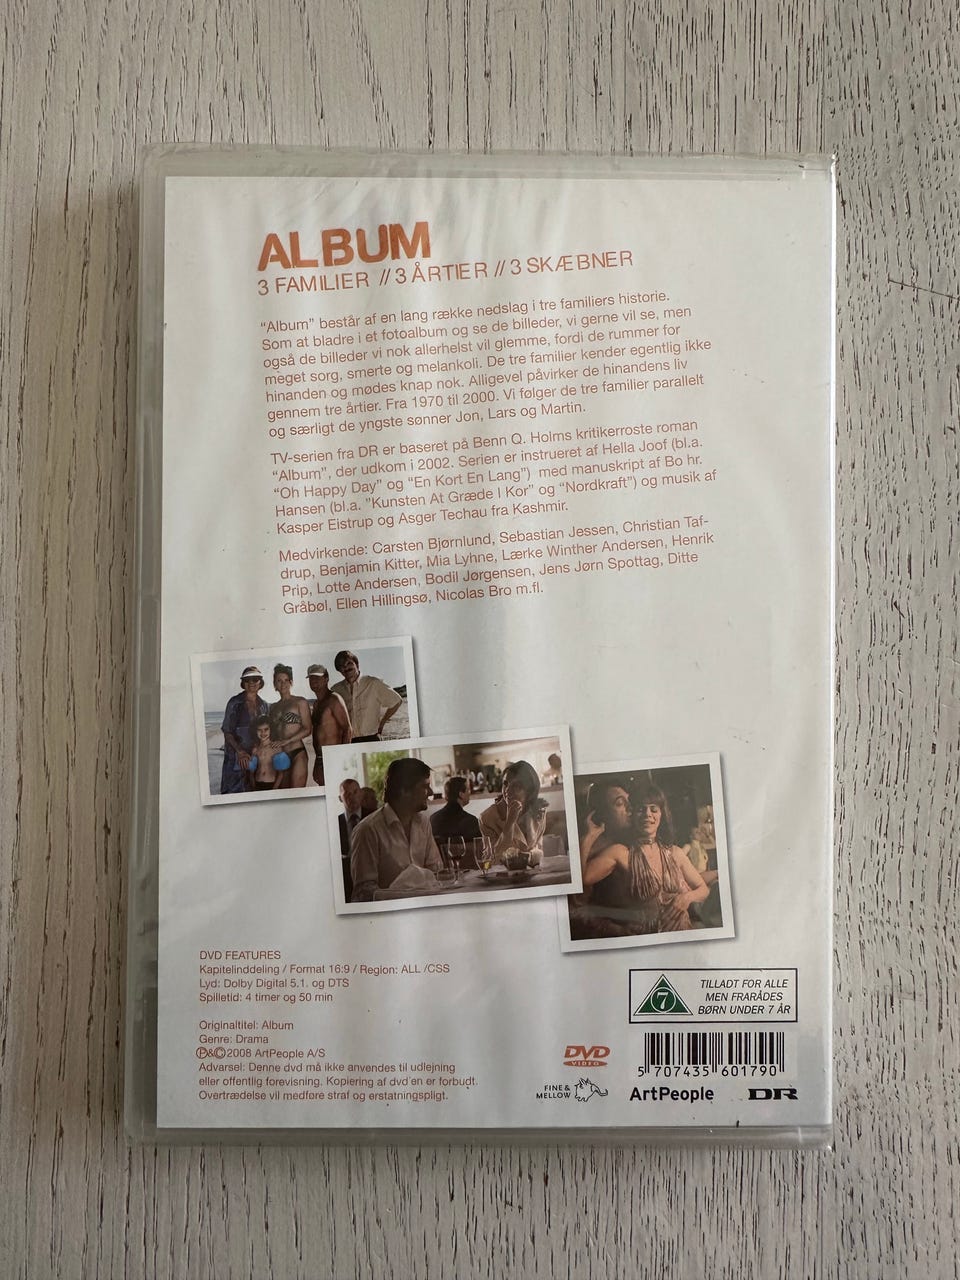 ALBUM
3 FAMILIER // 3 ÅRTIER // 3 SKÆBNER
"Album" består af en lang række nedslag i tre familiers historie.
Som at bladre i et fotoalbum og se de billeder, vi gerne vil se, men
også de billeder vi nok allerhelst vil glemme, fordi de rummer for
meget sorg, smerte og melankoli. De tre familier kender egentlig ikke
hinanden og mødes knap nok. Alligevel påvirker de hinandens liv
gennem tre årtier. Fra 1970 til 2000. Vi følger de tre familier parallelt
og særligt de yngste sønner Jon, Lars og Martin.
TV-serien fra DR er baseret på Benn Q. Holms kritikerroste roman
"Album", der udkom i 2002. Serien er instrueret af Hella Joof (bl.a.
"Oh Happy Day" og "En Kort En Lang") med manuskript af Bo hr.
Hansen (bl.a. "Kunsten At Græde I Kor" og "Nordkraft") og musik af
Kasper Eistrup og Asger Techau fra Kashmir.
Medvirkende: Carsten Bjørnlund, Sebastian Jessen, Christian Taf-
drup, Benjamin Kitter, Mia Lyhne, Lærke Winther Andersen, Henrik
Prip, Lotte Andersen, Bodil Jørgensen, Jens Jørn Spottag, Ditte
Gråbøl, Ellen Hillingsø, Nicolas Bro m.fl.
DVD FEATURES
Kapitelinddeling / Format 16:9 / Region: ALL /CSS
Lyd: Dolby Digital 5.1. og DTS
Spilletid: 4 timer og 50 min
Originaltitel: Album
Genre: Drama
Ⓟ&©2008 ArtPeople A/S
Advarsel: Denne dvd må ikke anvendes til udlejning
eller offentlig forevisning. Kopiering af dvd'en er forbudt.
Overtrædelse vil medføre straf og erstatningspligt.
7
TILLADT FOR ALLE
MEN FRARÅDES
BØRN UNDER 7 ÅR
DVD
VIDEO
5 707435 601790
FINE &
MELLOW
ArtPeople
DR